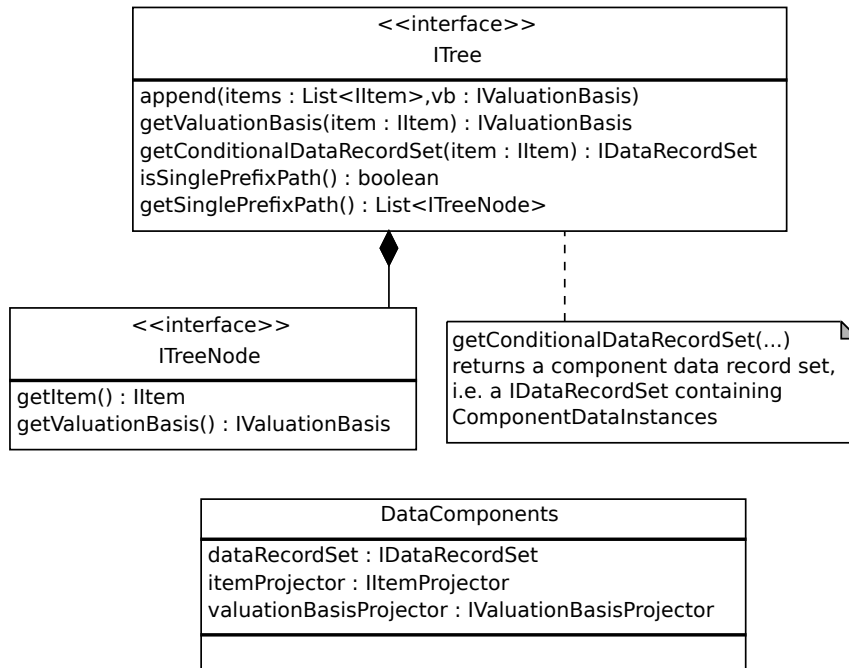 <<interface>>
ITree
append(items : List<IItem>,vb : IValuationBasis)
getValuationBasis(item : IItem) : IValuationBasis
getConditionalDataRecordSet(item : IItem) : IDataRecordSet
isSinglePrefixPath() : boolean
getSinglePrefixPath() : List<ITreeNode>
<<interface>>
ITreeNode
getItem() : IItem
getValuationBasis() : IValuationBasis
getConditionalDataRecordSet(...)
returns a component data record set,
i.e. a IDataRecordSet containing
ComponentDataInstances
DataComponents
dataRecordSet : IDataRecordSet
itemProjector : IItemProjector
valuationBasisProjector : IValuationBasisProjector